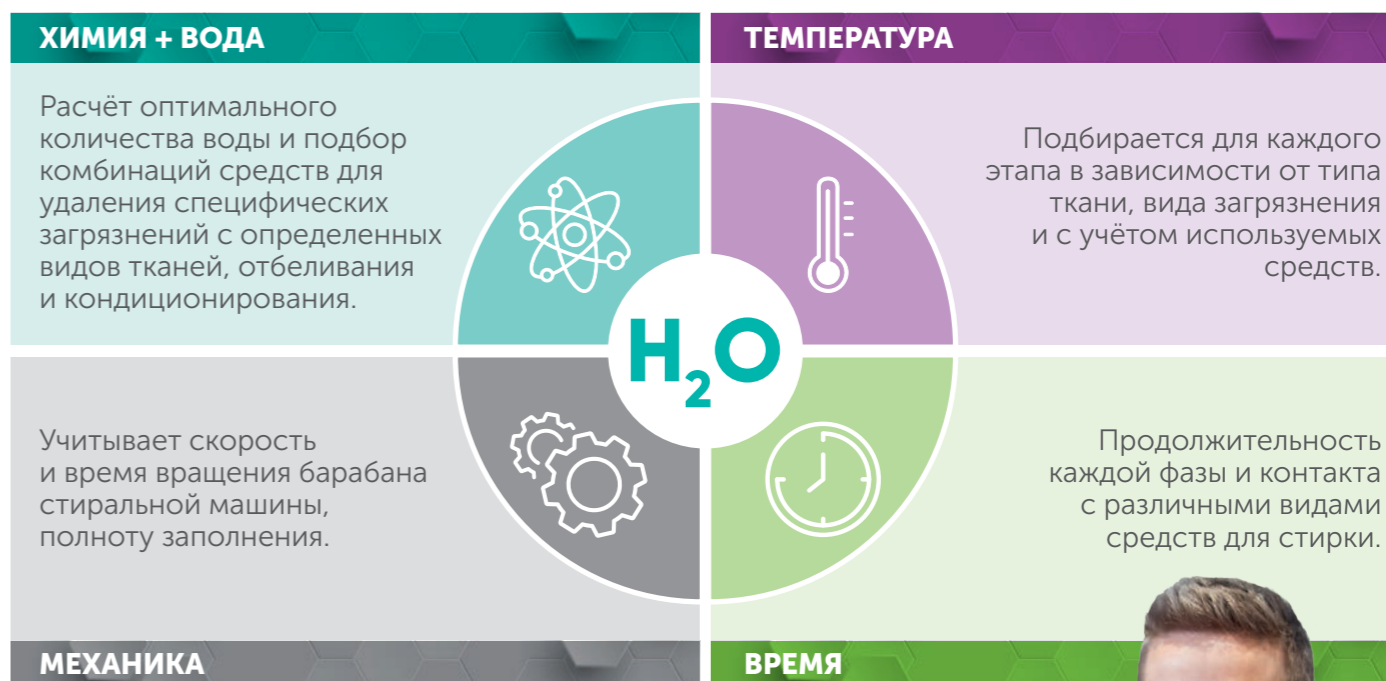 ХИМИЯ + ВОДА
Расчёт оптимального
количества воды и подбор
комбинаций средств для
удаления специфических
загрязнений с определенных
видов тканей, отбеливания
и кондиционирования.
ТЕМПЕРАТУРА
Подбирается для каждого
этапа в зависимости от типа
ткани, вида загрязнения
и с учётом используемых
средств.
H₂O
Учитывает скорость
и время вращения барабана
стиральной машины,
полноту заполнения.
МЕХАНИКА
Продолжительность
каждой фазы и контакта
с различными видами
средств для стирки.
ВРЕМЯ